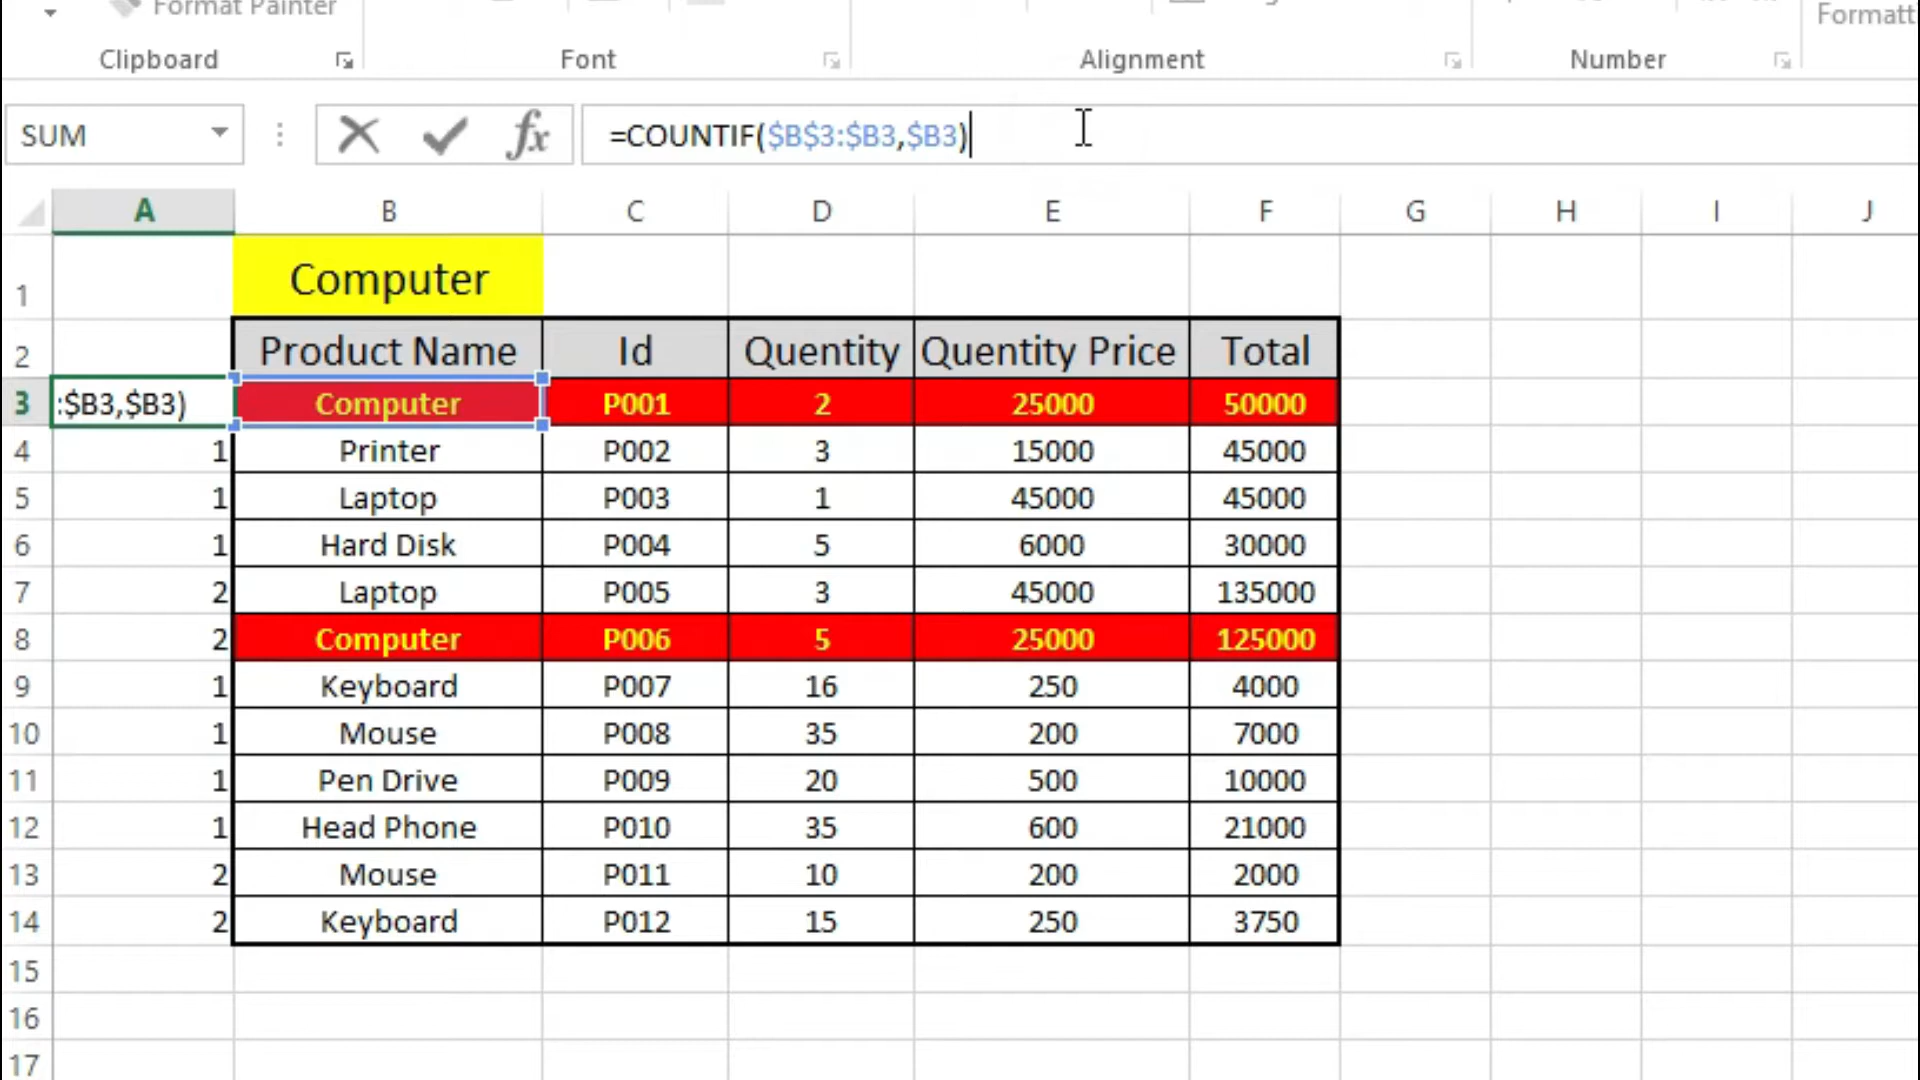 Format Painter
Formatt
Clipboard Font Alignment Number
SUM fx =COUNTIF($B$3:$B3,$B3)
A B C D E F G H I J
1 Computer
2 Product Name Id Quentity Quentity Price Total
3 :$B3,$B3) Computer P001 2 25000 50000
4 1 Printer P002 3 15000 45000
5 1 Laptop P003 1 45000 45000
6 1 Hard Disk P004 5 6000 30000
7 2 Laptop P005 3 45000 135000
8 2 Computer P006 5 25000 125000
9 1 Keyboard P007 16 250 4000
10 1 Mouse P008 35 200 7000
11 1 Pen Drive P009 20 500 10000
12 1 Head Phone P010 35 600 21000
13 2 Mouse P011 10 200 2000
14 2 Keyboard P012 15 250 3750
15
16
17